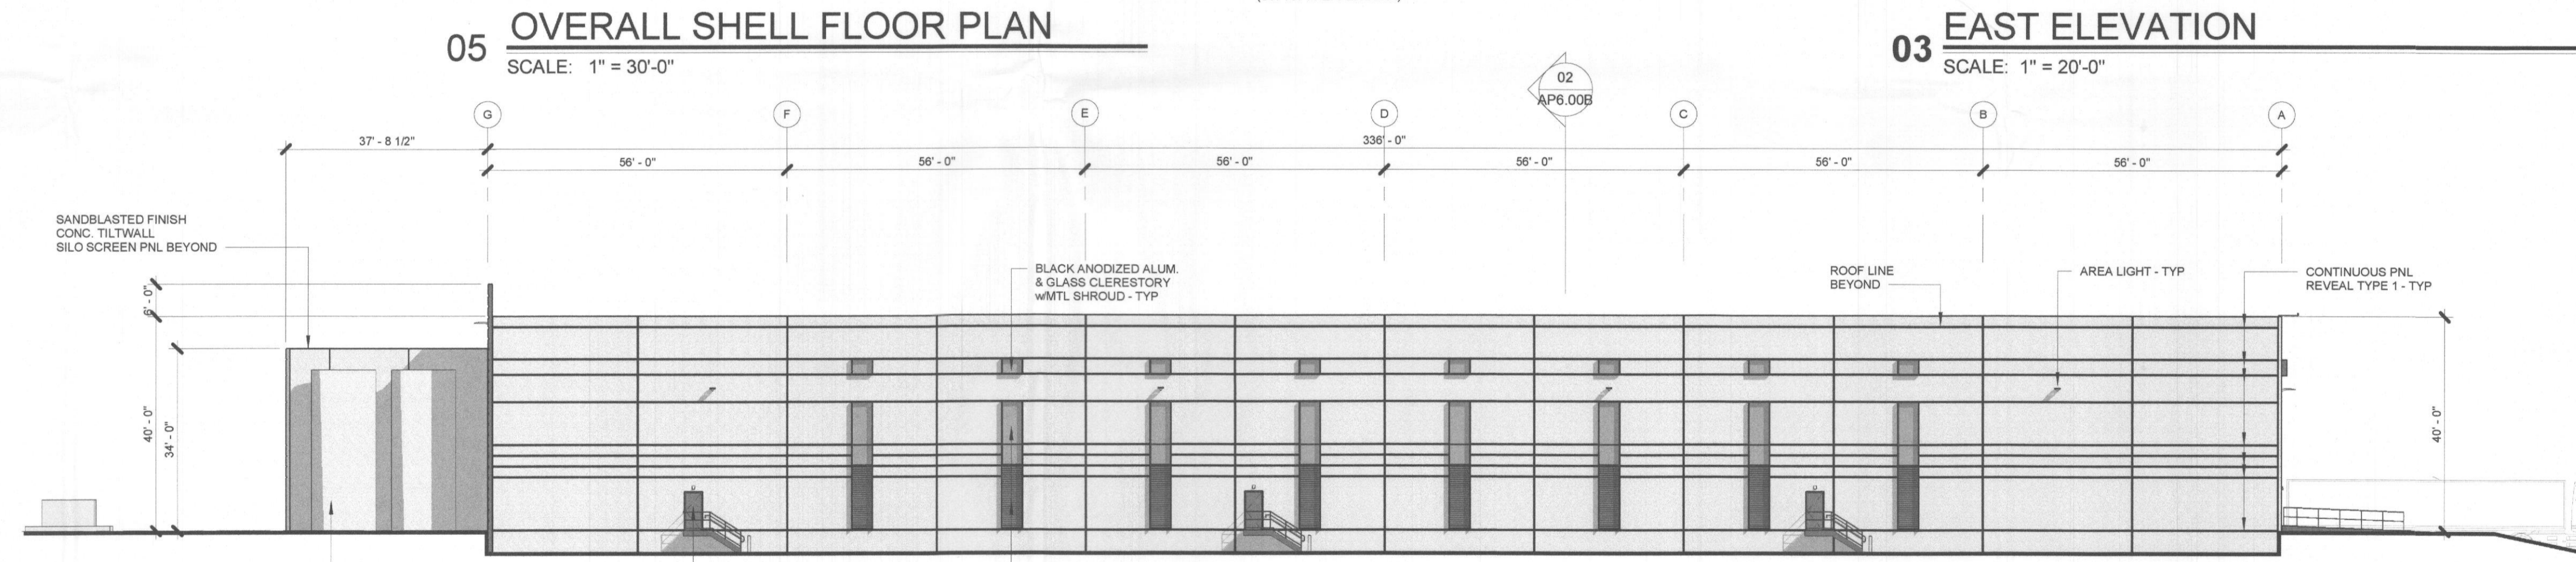 05 OVERALL SHELL FLOOR PLAN
SCALE: 1" = 30'-0"
03 EAST ELEVATION
SCALE: 1" = 20'-0"
02
AP6.00B
G F E D C B A
37' - 8 1/2"
336' - 0"
56' - 0" 56' - 0" 56' - 0" 56' - 0" 56' - 0" 56' - 0"
SANDBLASTED FINISH
CONC. TILTWALL
SILO SCREEN PNL BEYOND
BLACK ANODIZED ALUM.
& GLASS CLERESTORY
w/MTL SHROUD - TYP
ROOF LINE
BEYOND
AREA LIGHT - TYP
CONTINUOUS PNL
REVEAL TYPE 1 - TYP
6' - 0"
40' - 0"
34' - 0"
40' - 0"